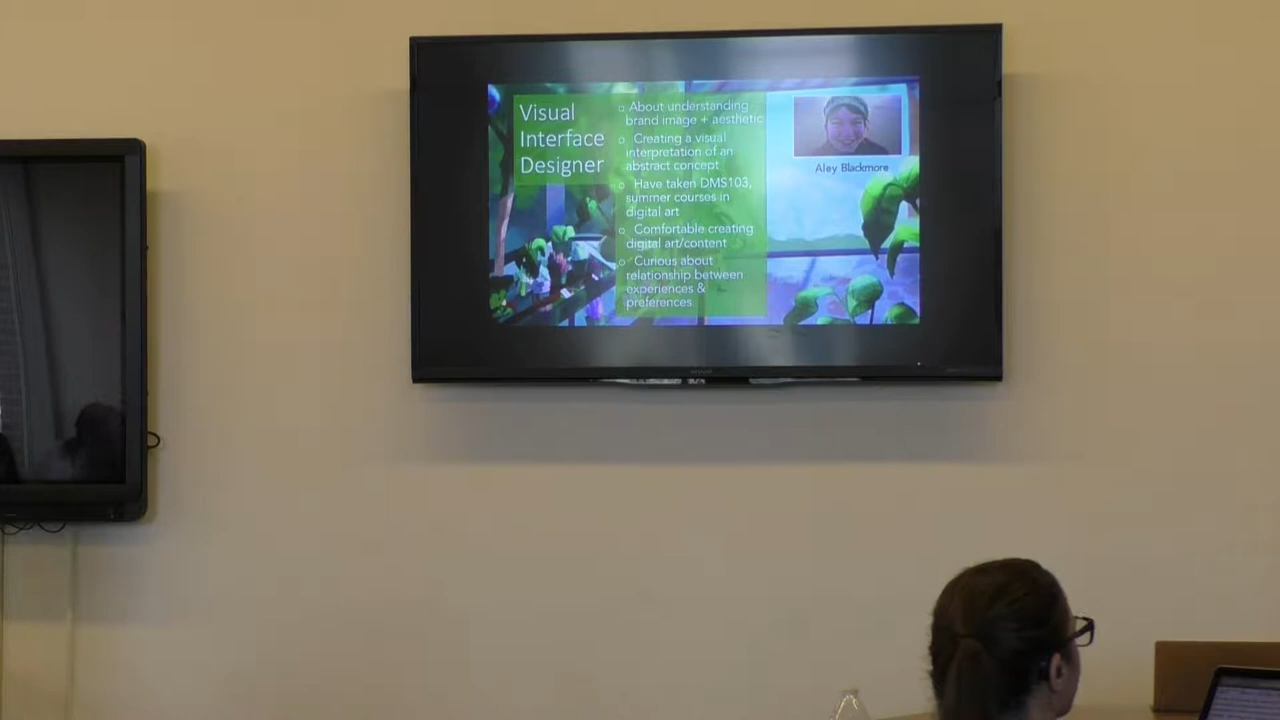 Visual
Interface
Designer
About understanding
brand image + aesthetic
Creating a visual
interpretation of an
abstract concept
Have taken DMS103,
summer courses in
digital art
Comfortable creating
digital art/content
Curious about
relationship between
experiences &
preferences
Aley Blackmore